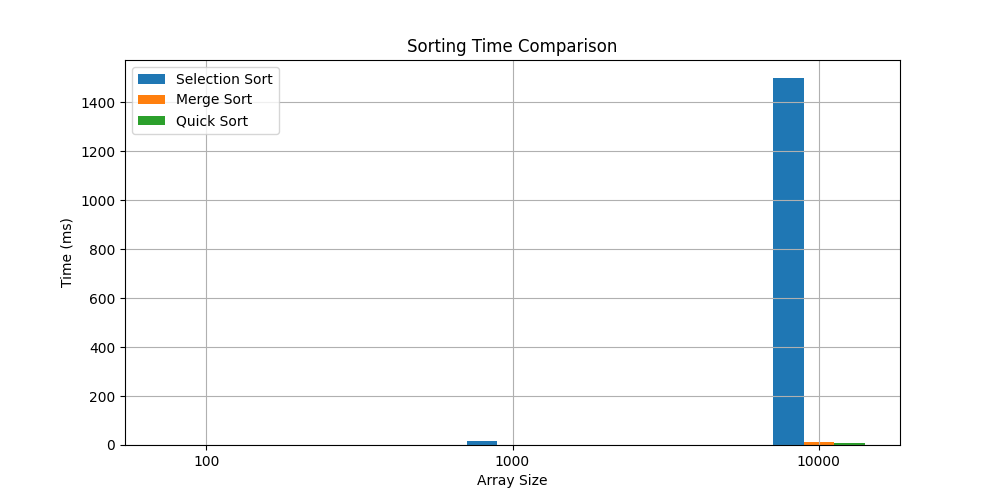 Sorting Time Comparison
Selection Sort
Merge Sort
Quick Sort
1400
1200
1000
800
600
400
200
0
Time (ms)
100
1000
10000
Array Size